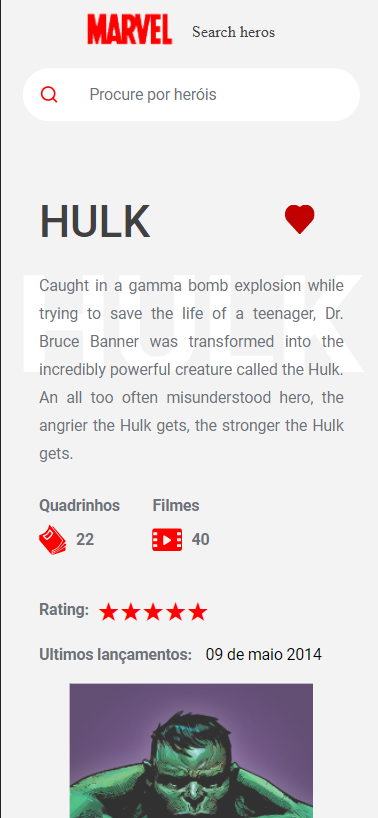 MARVEL Search heros
Procure por heróis
HULK
HULK
Caught in a gamma bomb explosion while
trying to save the life of a teenager, Dr.
Bruce Banner was transformed into the
incredibly powerful creature called the Hulk.
An all too often misunderstood hero, the
angrier the Hulk gets, the stronger the Hulk
gets.
Quadrinhos Filmes
22 40
Rating:
Ultimos lançamentos: 09 de maio 2014